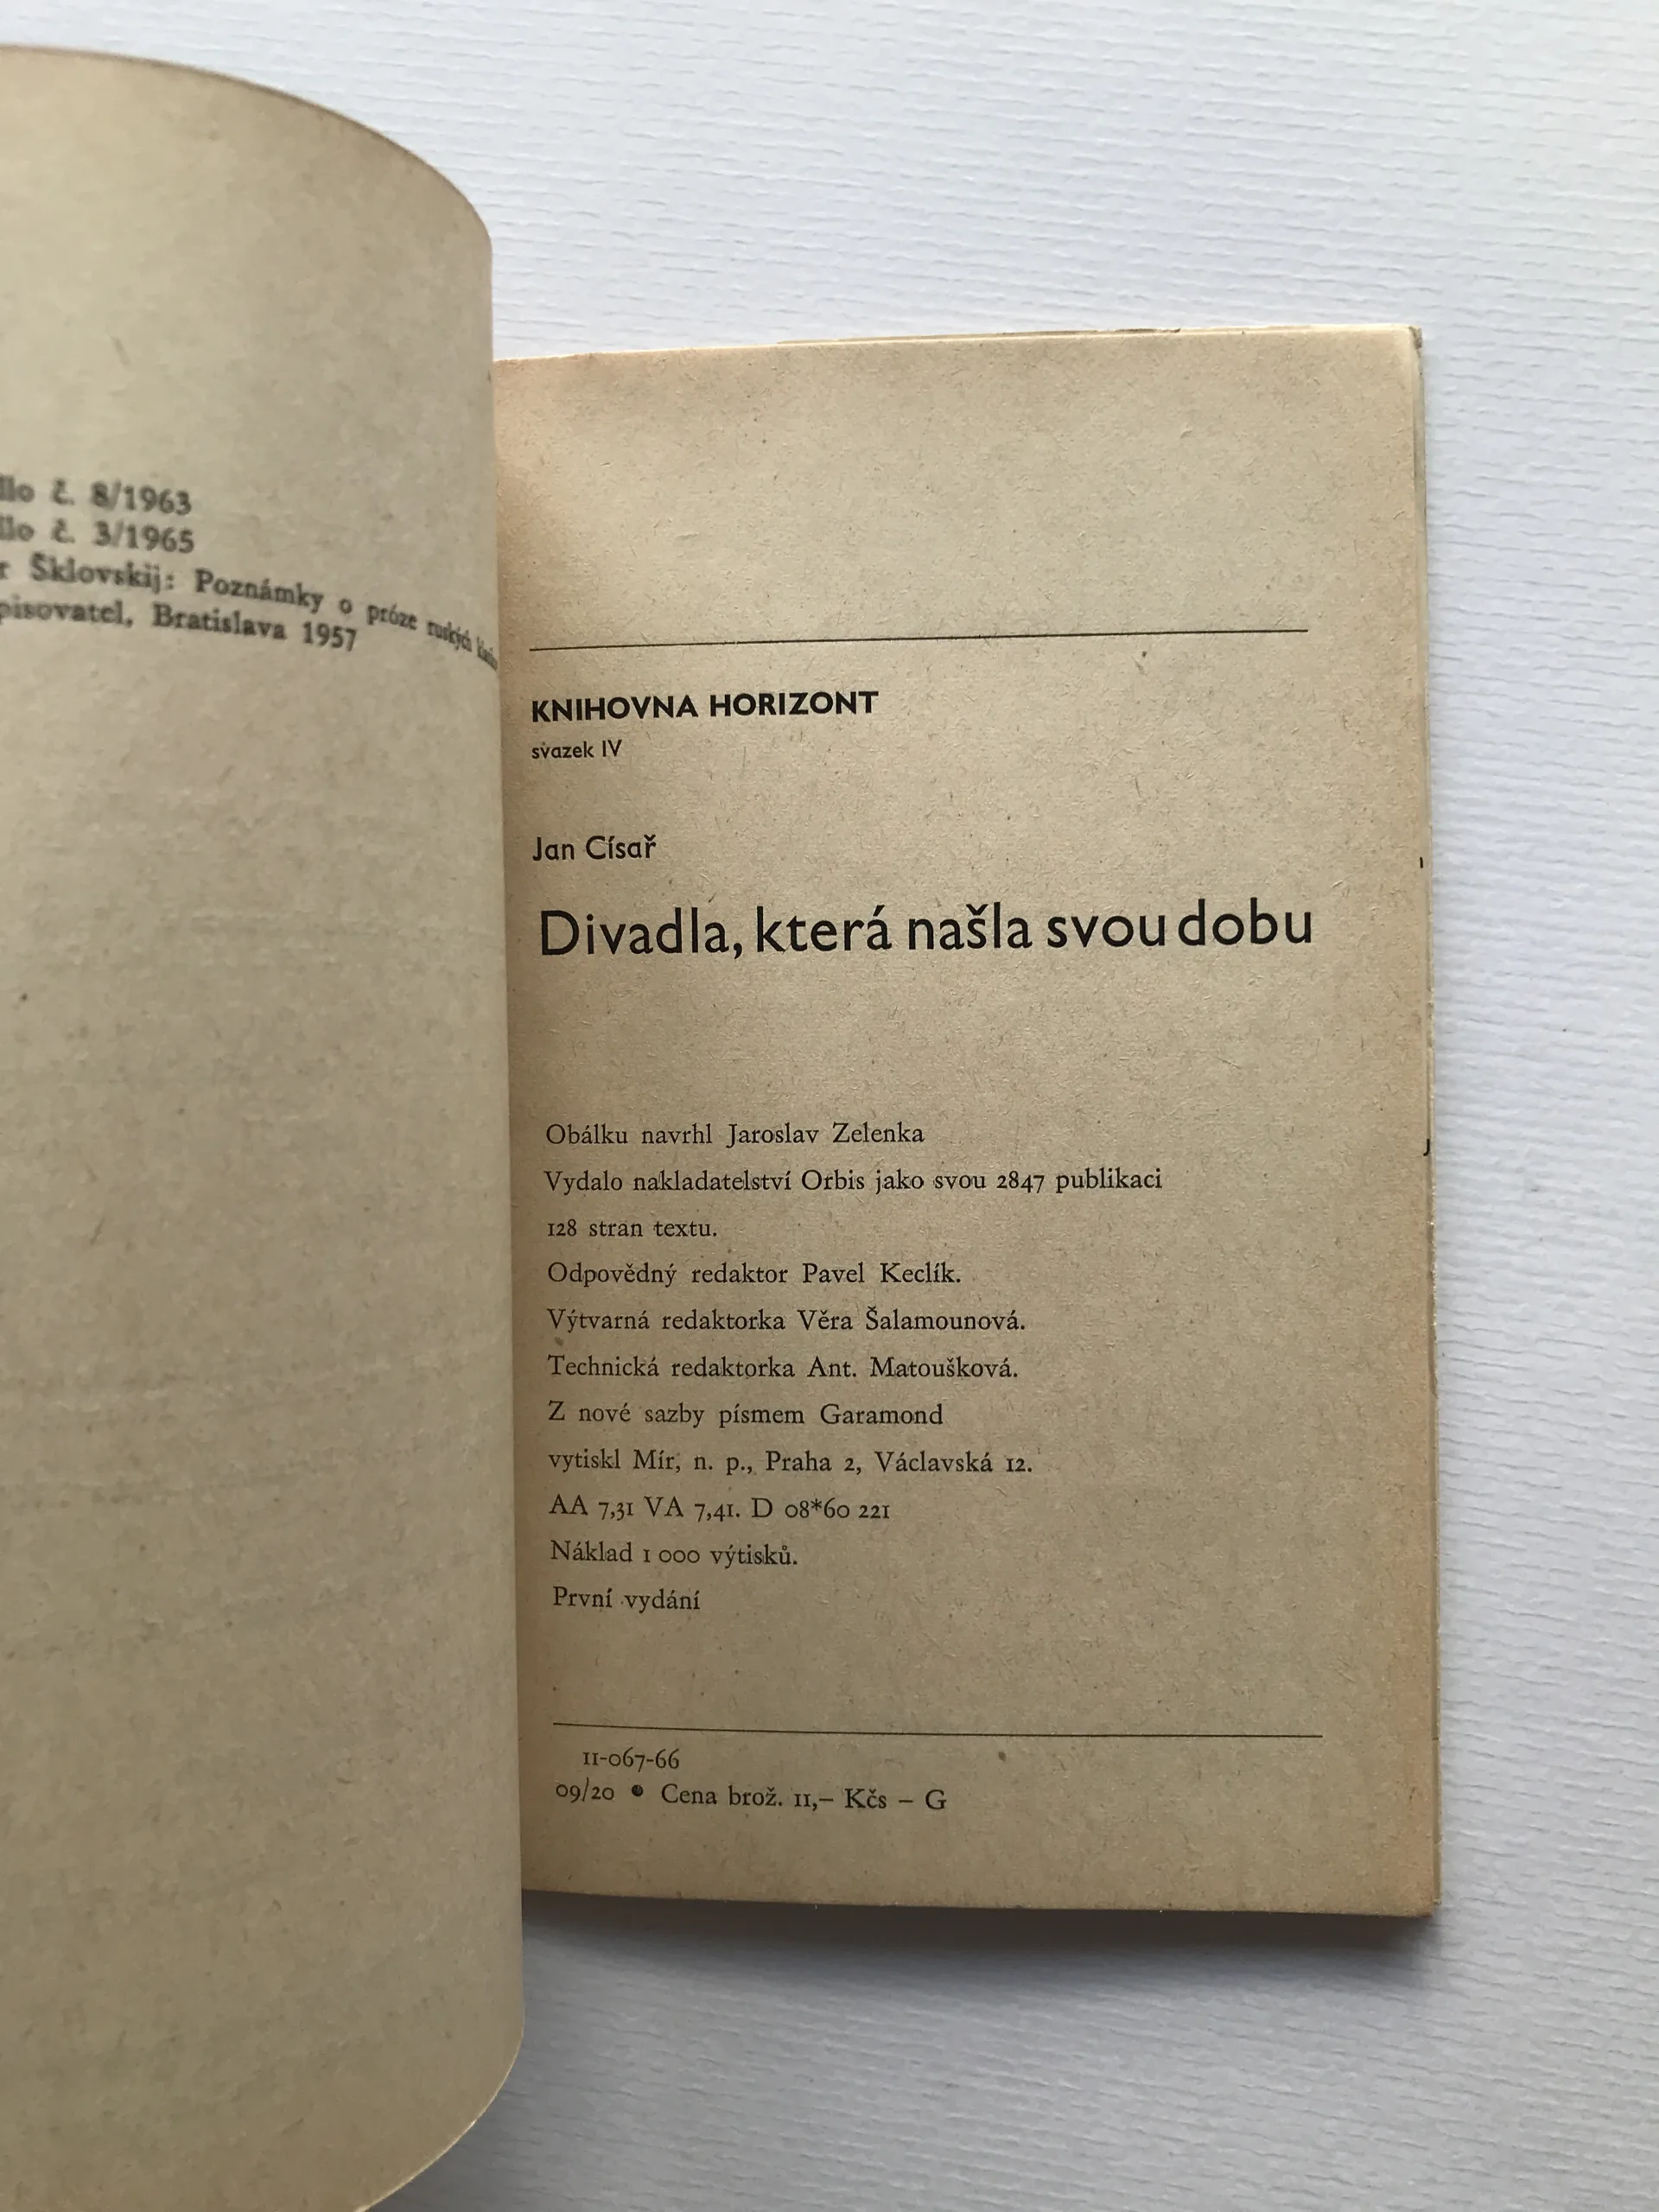 č. 8/1963
č. 3/1965
Šklovskij: Poznámky o próze ruských
Bratislava 1957
KNIHOVNA HORIZONT
svazek IV
Jan Císař
Divadla, která našla svou dobu
Obálku navrhl Jaroslav Zelenka
Vydalo nakladatelství Orbis jako svou 2847 publikaci
128 stran textu.
Odpovědný redaktor Pavel Keclík.
Výtvarná redaktorka Věra Šalamounová.
Technická redaktorka Ant. Matoušková.
Z nové sazby písmem Garamond
vytiskl Mír, n. p., Praha 2, Václavská 12.
AA 7,31 VA 7,41. D 08*60 221
Náklad 1 000 výtisků.
První vydání
11-067-66
09/20 ● Cena brož. 11,– Kčs – G